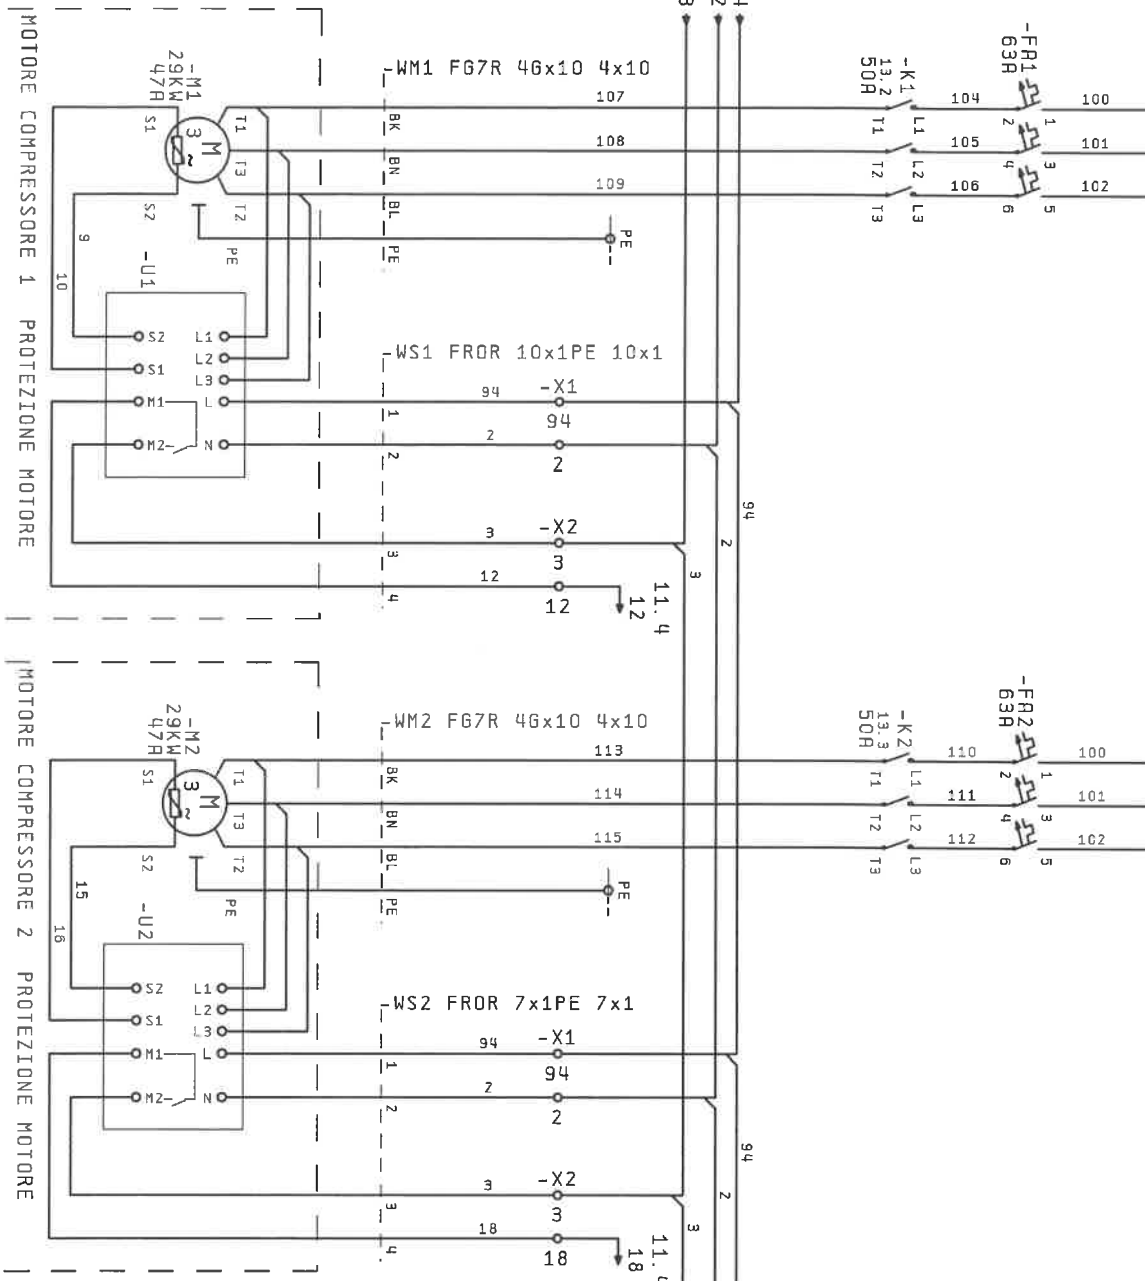 -FA1
63A
100
101
102
1
3
5
2
4
6
104
105
106
-K1
13.2
50A
L1
L2
L3
T1
T2
T3
107
108
109
-WM1 FG7R 4Gx10 4x10
BK
BN
BL
PE
PE
-M1
29KW
47A
M
3
~
T1
T3
T2
S1
S2
PE
9
10
-U1
S2
S1
M1
M2
L1
L2
L3
L
N
-WS1 FROR 10x1PE 10x1
94
-X1
94
1
2
2
2
3
-X2
3
3
12
12
4
12
11.4
94
2
3
MOTORE COMPRESSORE 1 PROTEZIONE MOTORE
-FA2
63A
100
101
102
1
3
5
2
4
6
110
111
112
-K2
13.3
50A
L1
L2
L3
T1
T2
T3
113
114
115
-WM2 FG7R 4Gx10 4x10
BK
BN
BL
PE
PE
-M2
29KW
47A
M
3
~
T1
T3
T2
S1
S2
PE
15
16
-U2
S2
S1
M1
M2
L1
L2
L3
L
N
-WS2 FROR 7x1PE 7x1
94
-X1
94
1
2
2
2
3
-X2
3
3
18
18
4
18
94
2
3
MOTORE COMPRESSORE 2 PROTEZIONE MOTORE